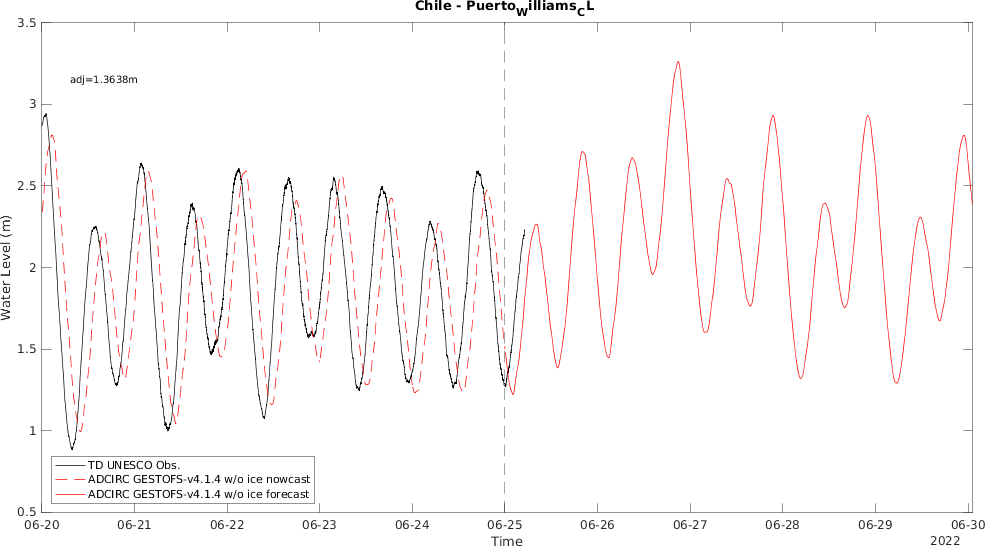 Chile - PuertoWilliamsCL
adj=1.3638m
3.5
3
2.5
2
1.5
1
0.5
Water Level (m)
TD UNESCO Obs.
ADCIRC GESTOFS-v4.1.4 w/o ice nowcast
ADCIRC GESTOFS-v4.1.4 w/o ice forecast
06-20 06-21 06-22 06-23 06-24 06-25 06-26 06-27 06-28 06-29 06-30
Time
2022